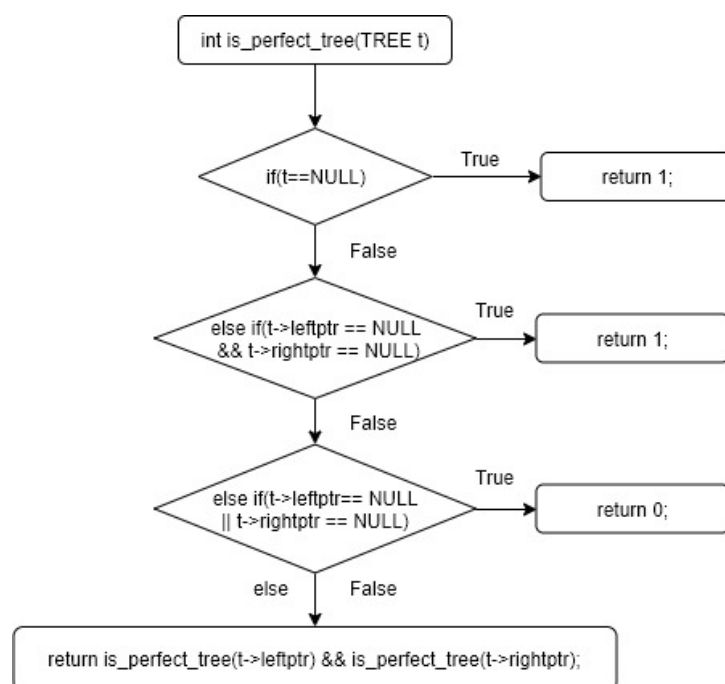 int is_perfect_tree(TREE t)
if(t==NULL)
True
return 1;
False
else if(t->leftptr == NULL
&& t->rightptr == NULL)
True
return 1;
False
else if(t->leftptr== NULL
|| t->rightptr == NULL)
True
return 0;
else
False
return is_perfect_tree(t->leftptr) && is_perfect_tree(t->rightptr);